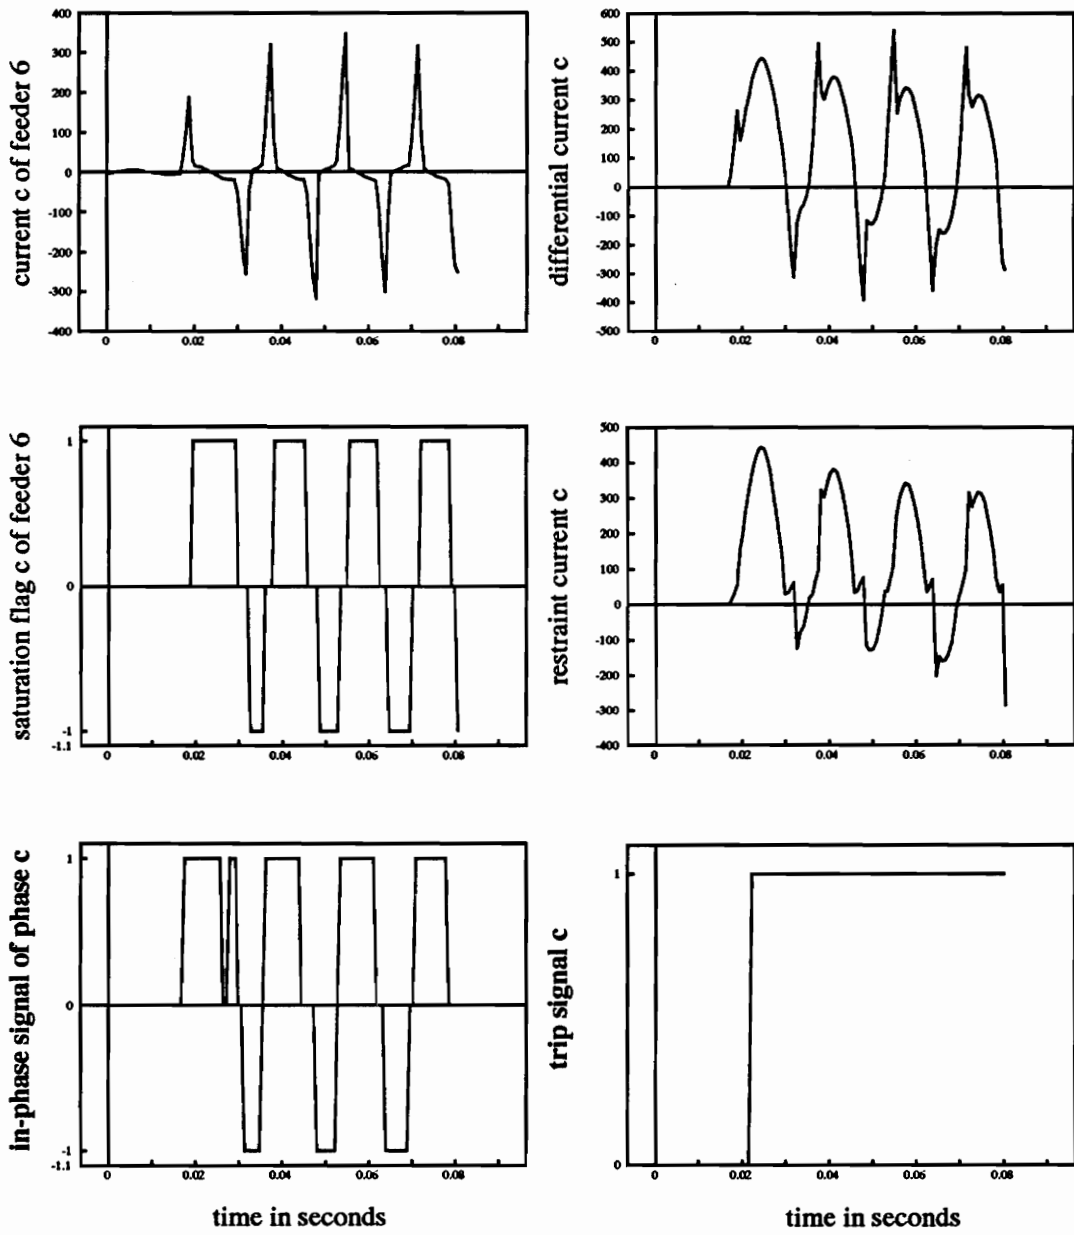 current c of feeder 6
400
300
200
100
0
-100
-200
-300
-400
0 0.02 0.04 0.06 0.08
differential current c
600
500
400
300
200
100
0
-100
-200
-300
-400
-500
0 0.02 0.04 0.06 0.08
saturation flag c of feeder 6
1
0
-1
-1.1
0 0.02 0.04 0.06 0.08
restraint current c
500
400
300
200
100
0
-100
-200
-300
-400
0 0.02 0.04 0.06 0.08
in-phase signal of phase c
1
0
-1
-1.1
0 0.02 0.04 0.06 0.08
time in seconds
trip signal c
1
0
0 0.02 0.04 0.06 0.08
time in seconds